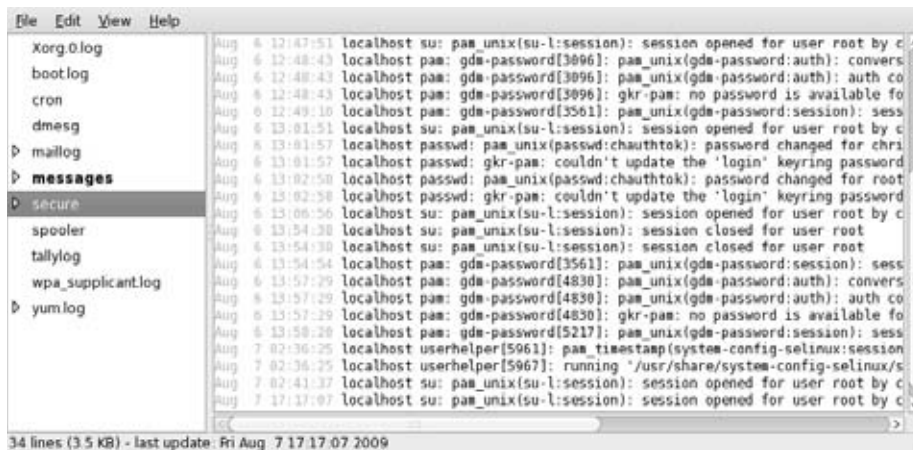 File Edit View Help
Xorg.0.log
boot.log
cron
dmesg
maillog
messages
secure
spooler
tallylog
wpa_supplicant.log
yum.log
Aug 6 12:47:51 localhost su: pam_unix(su-l:session): session opened for user root by c
Aug 6 12:48:43 localhost pam: gdm-password[3096]: pam_unix(gdm-password:auth): convers
Aug 6 12:48:43 localhost pam: gdm-password[3096]: pam_unix(gdm-password:auth): auth co
Aug 6 12:48:43 localhost pam: gdm-password[3096]: gkr-pam: no password is available fo
Aug 6 12:49:10 localhost pam: gdm-password[3561]: pam_unix(gdm-password:session): sess
Aug 6 13:01:51 localhost su: pam_unix(su-l:session): session opened for user root by c
Aug 6 13:01:57 localhost passwd: pam_unix(passwd:chauthtok): password changed for chri
Aug 6 13:01:57 localhost passwd: gkr-pam: couldn't update the 'login' keyring password
Aug 6 13:02:58 localhost passwd: pam_unix(passwd:chauthtok): password changed for root
Aug 6 13:02:58 localhost passwd: gkr-pam: couldn't update the 'login' keyring password
Aug 6 13:06:56 localhost su: pam_unix(su-l:session): session opened for user root by c
Aug 6 13:54:38 localhost su: pam_unix(su-l:session): session closed for user root
Aug 6 13:54:38 localhost su: pam_unix(su-l:session): session closed for user root
Aug 6 13:54:54 localhost pam: gdm-password[3561]: pam_unix(gdm-password:session): sess
Aug 6 13:57:29 localhost pam: gdm-password[4830]: pam_unix(gdm-password:auth): convers
Aug 6 13:57:29 localhost pam: gdm-password[4830]: pam_unix(gdm-password:auth): auth co
Aug 6 13:57:29 localhost pam: gdm-password[4830]: gkr-pam: no password is available fo
Aug 6 13:58:20 localhost pam: gdm-password[5217]: pam_unix(gdm-password:session): sess
Aug 7 02:36:25 localhost userhelper[5961]: pam_timestamp(system-config-selinux:session
Aug 7 02:36:25 localhost userhelper[5967]: running '/usr/share/system-config-selinux/s
Aug 7 02:41:37 localhost su: pam_unix(su-l:session): session opened for user root by c
Aug 7 17:17:07 localhost su: pam_unix(su-l:session): session opened for user root by c
34 lines (3.5 KB) - last update: Fri Aug 7 17:17:07 2009